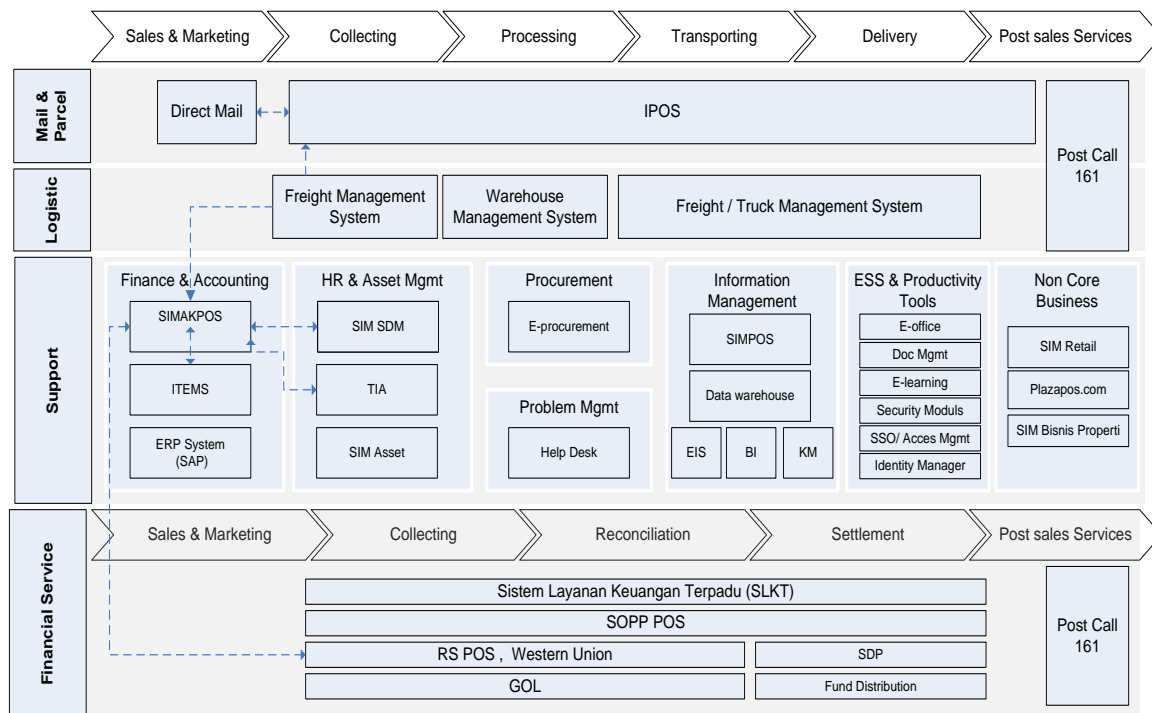 Sales & Marketing
Collecting
Processing
Transporting
Delivery
Post sales Services
Mail &
Parcel
Direct Mail
IPOS
Post Call
161
Logistic
Freight Management
System
Warehouse
Management System
Freight / Truck Management System
Support
Finance & Accounting
SIMAKPOS
ITEMS
ERP System
(SAP)
HR & Asset Mgmt
SIM SDM
TIA
SIM Asset
Procurement
E-procurement
Problem Mgmt
Help Desk
Information
Management
SIMPOS
Data warehouse
EIS
BI
KM
ESS & Productivity
Tools
E-office
Doc Mgmt
E-learning
Security Moduls
SSO/ Acces Mgmt
Identity Manager
Non Core
Business
SIM Retail
Plazapos.com
SIM Bisnis Properti
Financial Service
Sales & Marketing
Collecting
Reconciliation
Settlement
Post sales Services
Sistem Layanan Keuangan Terpadu (SLKT)
SOPP POS
RS POS , Western Union
SDP
GOL
Fund Distribution
Post Call
161